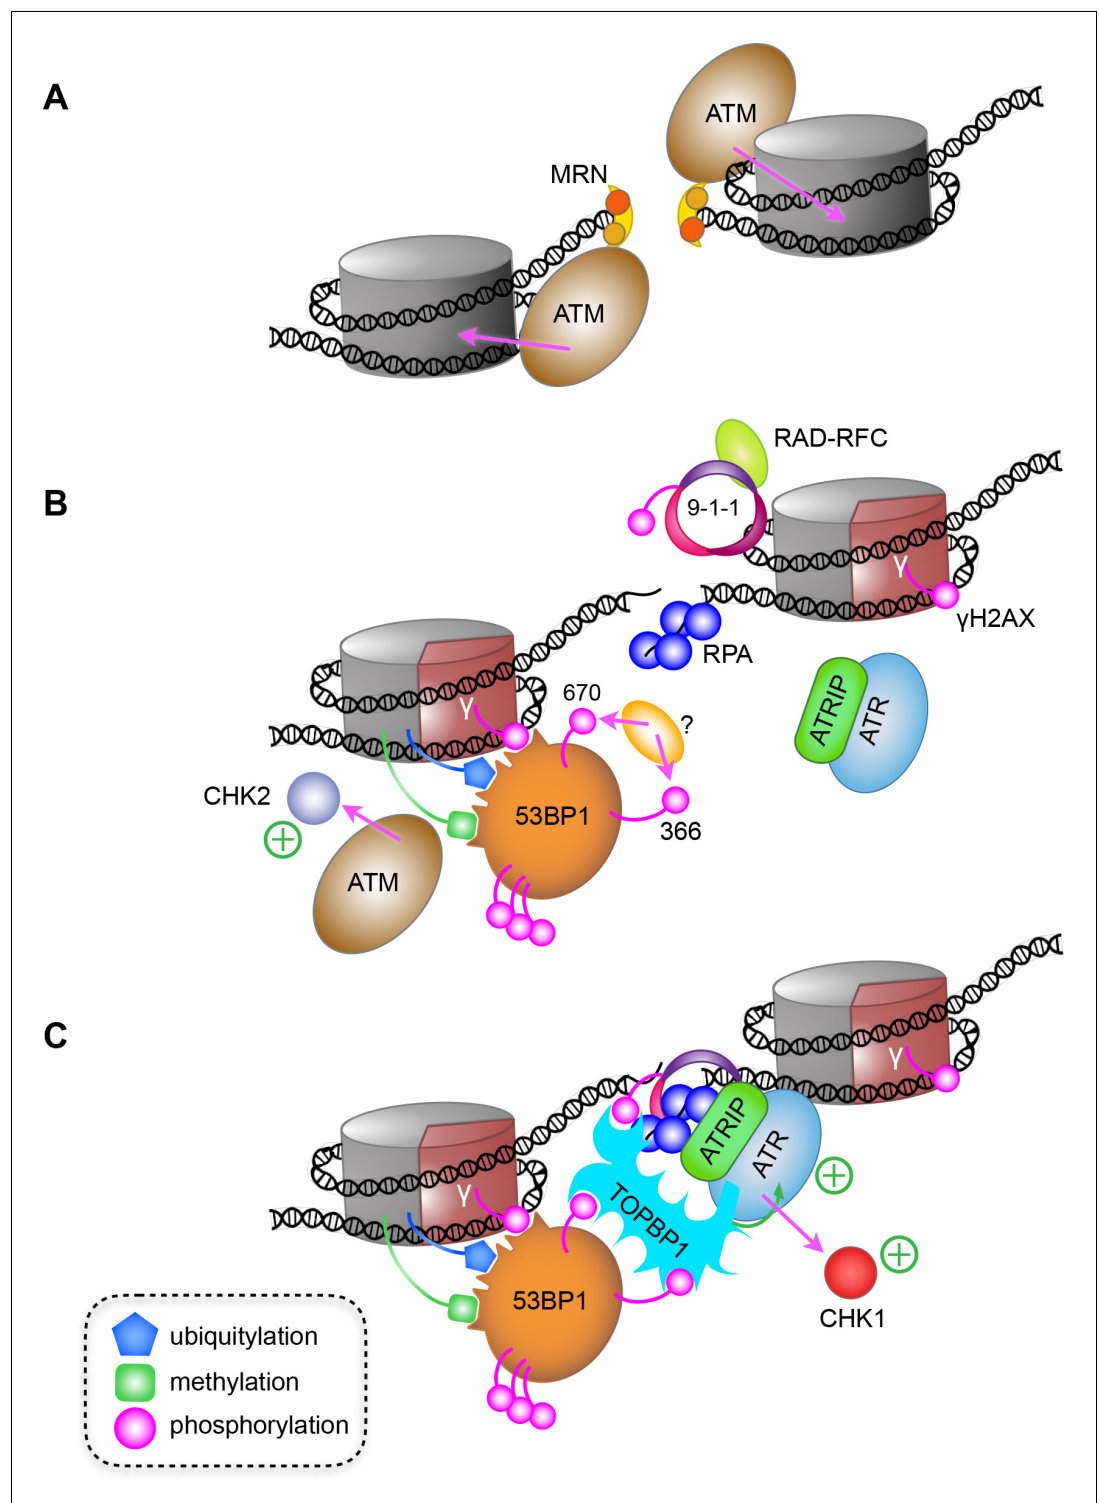 A
ATM
MRN
ATM
B
RAD-RFC
9-1-1
γ
γH2AX
RPA
γ
670
?
ATRIP
ATR
CHK2
53BP1
366
ATM
C
γ
ATRIP
ATR
γ
TOPBP1
53BP1
CHK1
ubiquitylation
methylation
phosphorylation